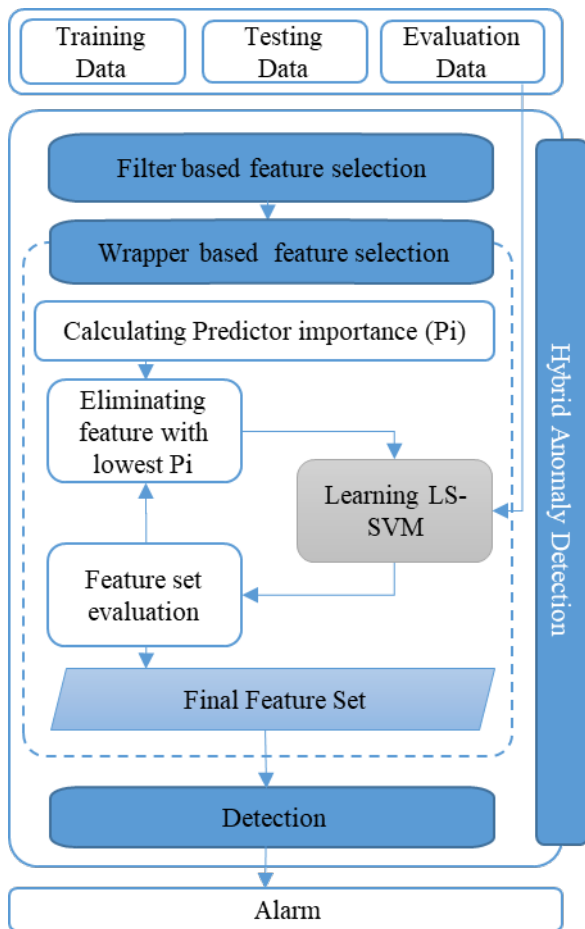 Training
Data
Testing
Data
Evaluation
Data
Filter based feature selection
Wrapper based feature selection
Calculating Predictor importance (Pi)
Eliminating
feature with
lowest Pi
Learning LS-
SVM
Feature set
evaluation
Final Feature Set
Detection
Hybrid Anomaly Detection
Alarm